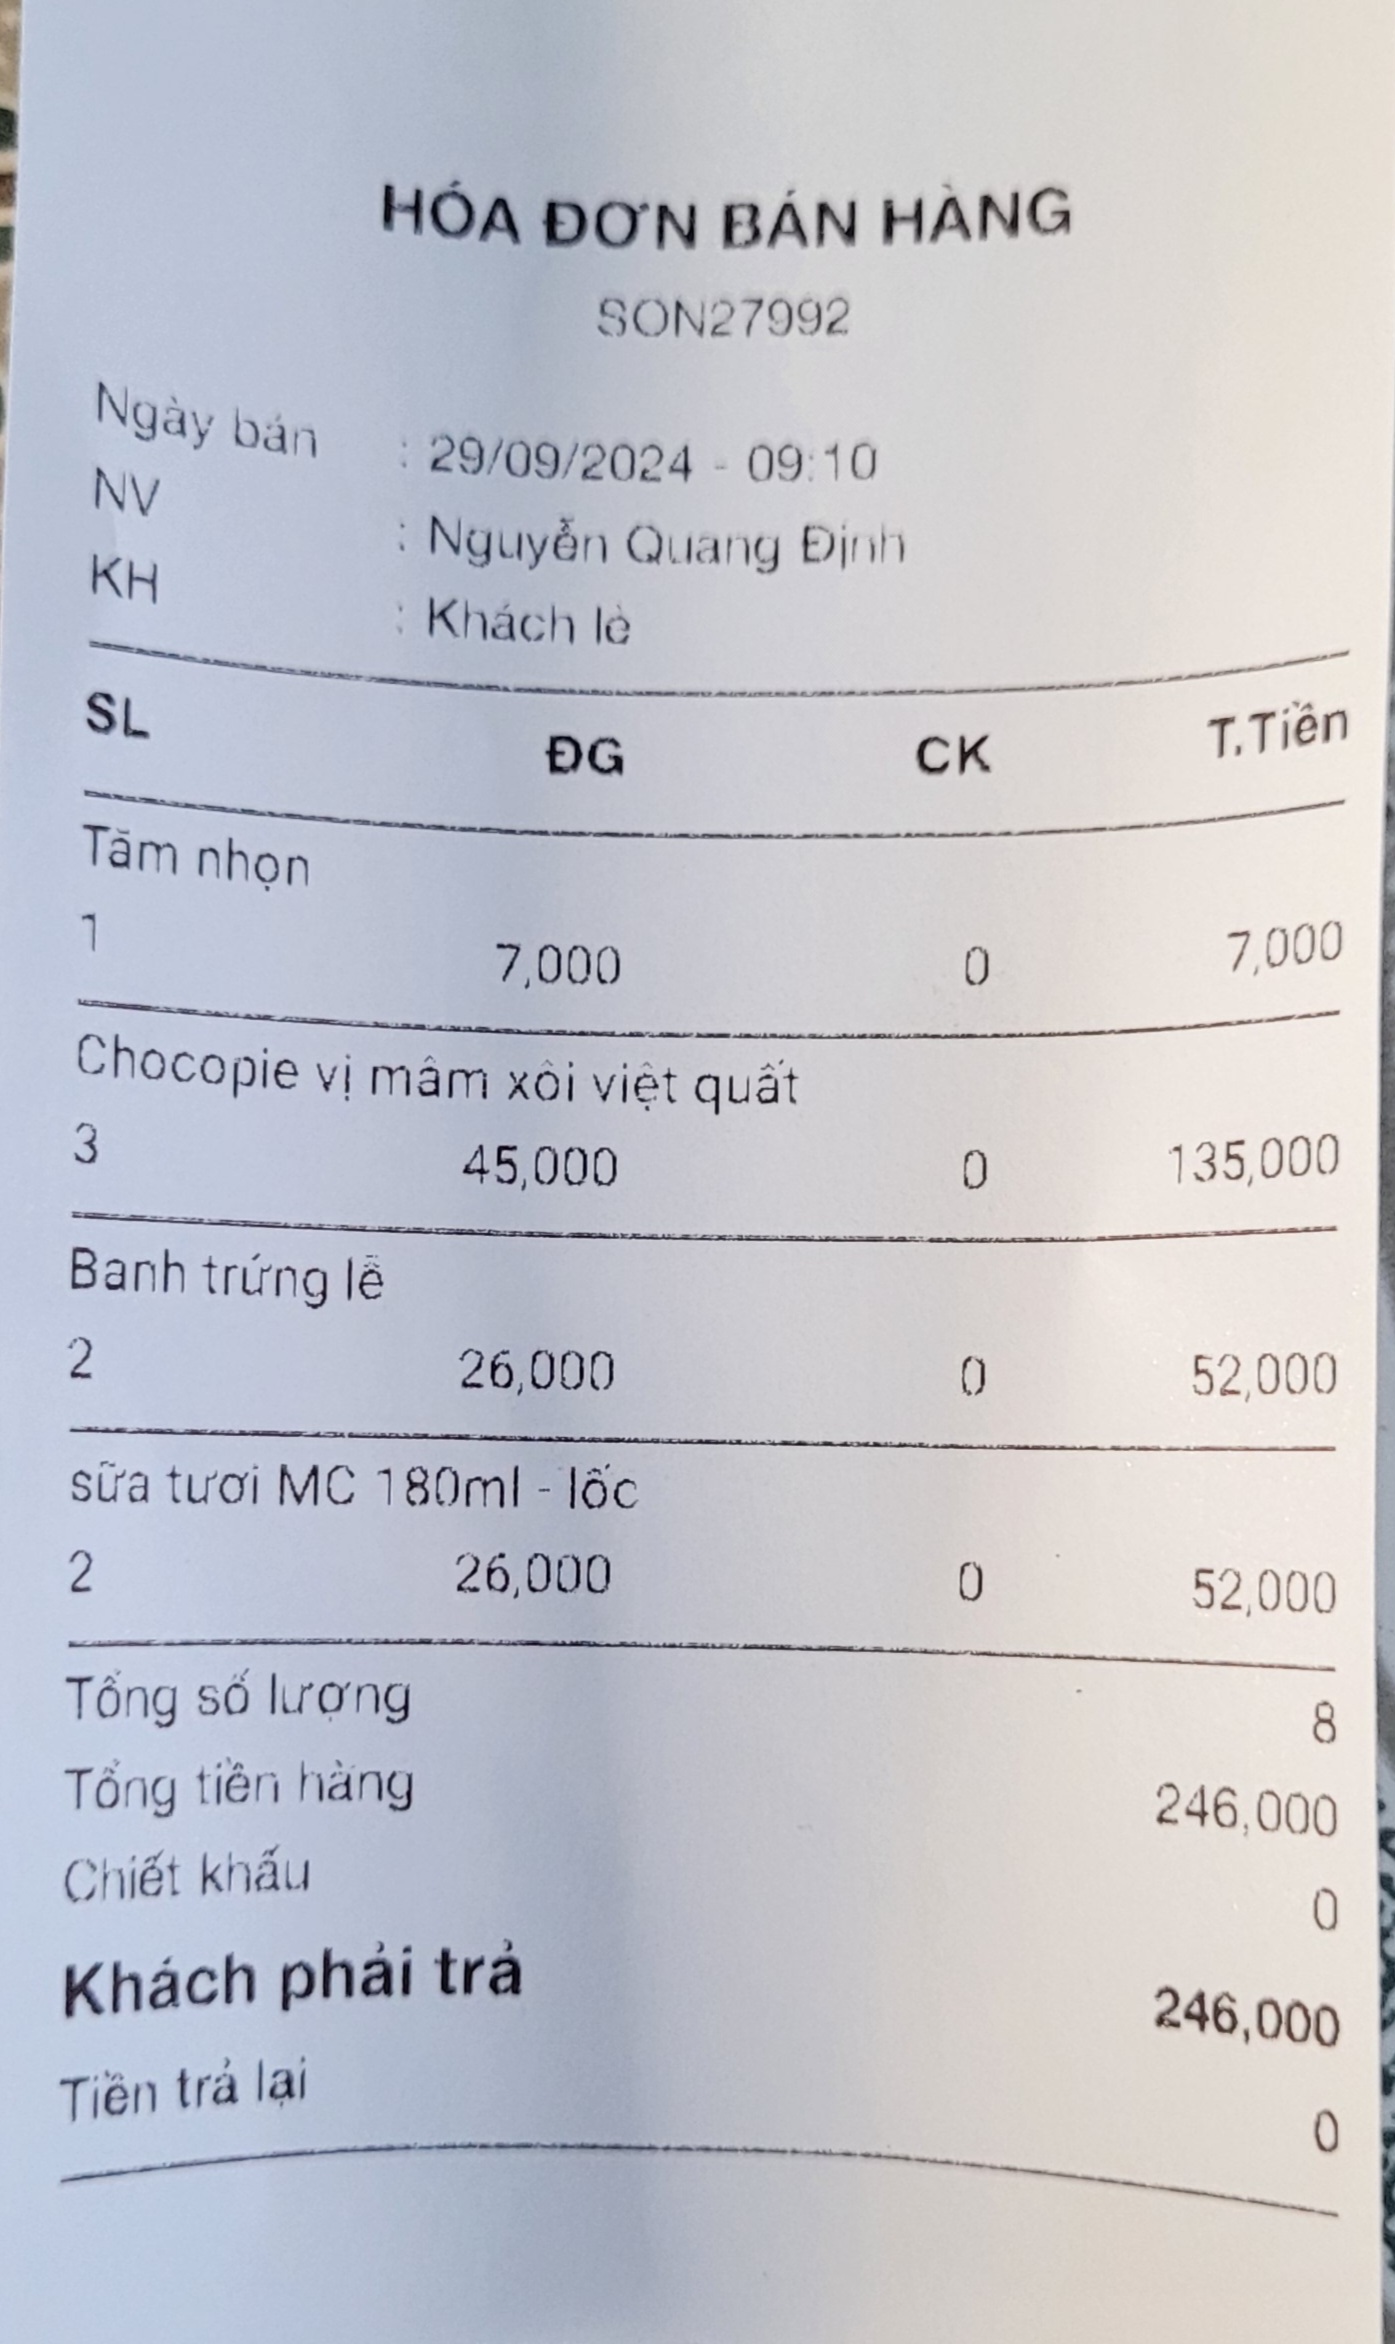 HÓA ĐƠN BÁN HÀNG
SON27992
Ngày bán : 29/09/2024 - 09:10
NV : Nguyễn Quang Định
KH : Khách lẻ
SL ĐG CK T.Tiền
Tăm nhọn
1 7,000 0 7,000
Chocopie vị mâm xôi việt quất
3 45,000 0 135,000
Banh trứng lễ
2 26,000 0 52,000
sữa tươi MC 180ml - lốc
2 26,000 0 52,000
Tổng số lượng 8
Tổng tiền hàng 246,000
Chiết khấu 0
Khách phải trả 246,000
Tiền trả lại 0